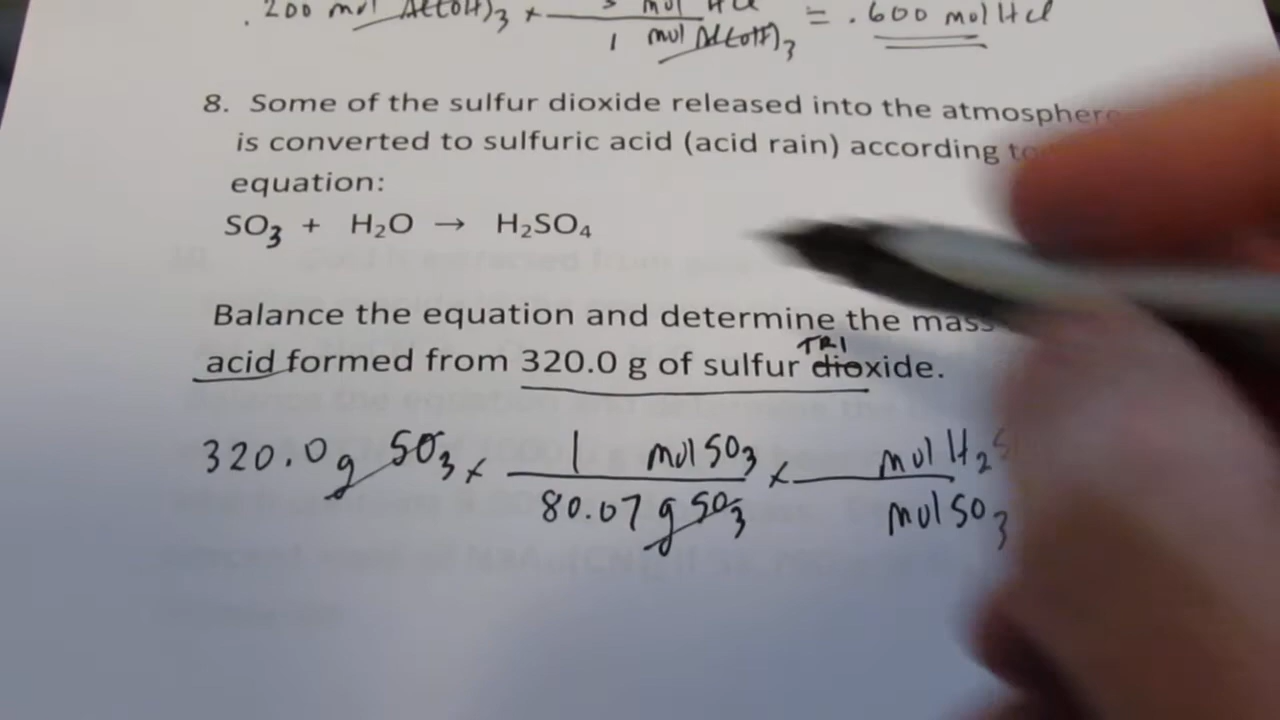 .200 mol Al(OH)3 × 3 mol HCl = .600 mol HCl
1 mol Al(OH)3
8. Some of the sulfur dioxide released into the atmosphere
is converted to sulfuric acid (acid rain) according to
equation:
SO3 + H2O → H2SO4
Balance the equation and determine the mass
TRI
acid formed from 320.0 g of sulfur dioxide.
320.0 g SO3 × 1 mol SO3 × mol H2S
80.07 g SO3 mol SO3